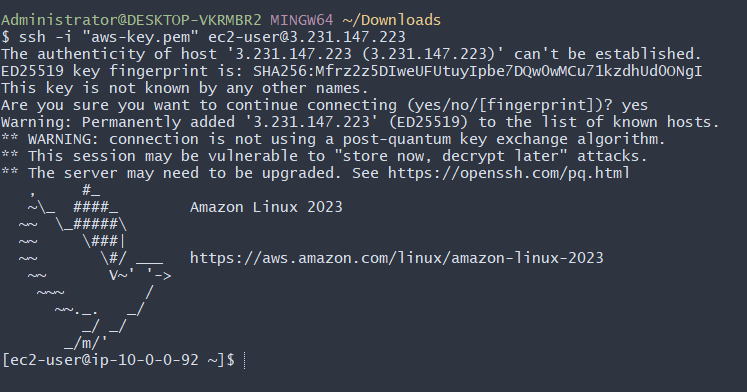 Administrator@DESKTOP-VKRMBR2 MINGW64 ~/Downloads
$ ssh -i "aws-key.pem" ec2-user@3.231.147.223
The authenticity of host '3.231.147.223 (3.231.147.223)' can't be established.
ED25519 key fingerprint is: SHA256:Mfrz2z5DIweUFUtuyIpbe7DQwOwMCu71kzdhUdOONgI
This key is not known by any other names.
Are you sure you want to continue connecting (yes/no/[fingerprint])? yes
Warning: Permanently added '3.231.147.223' (ED25519) to the list of known hosts.
** WARNING: connection is not using a post-quantum key exchange algorithm.
** This session may be vulnerable to "store now, decrypt later" attacks.
** The server may need to be upgraded. See https://openssh.com/pq.html
   ,     #_
   ~\_  ####_        Amazon Linux 2023
  ~~  \_#####\
  ~~     \###|
  ~~       \#/ ___   https://aws.amazon.com/linux/amazon-linux-2023
   ~~       V~' '->
    ~~~         /
      ~~._.   _/
         _/ _/
       _/m/'
[ec2-user@ip-10-0-0-92 ~]$